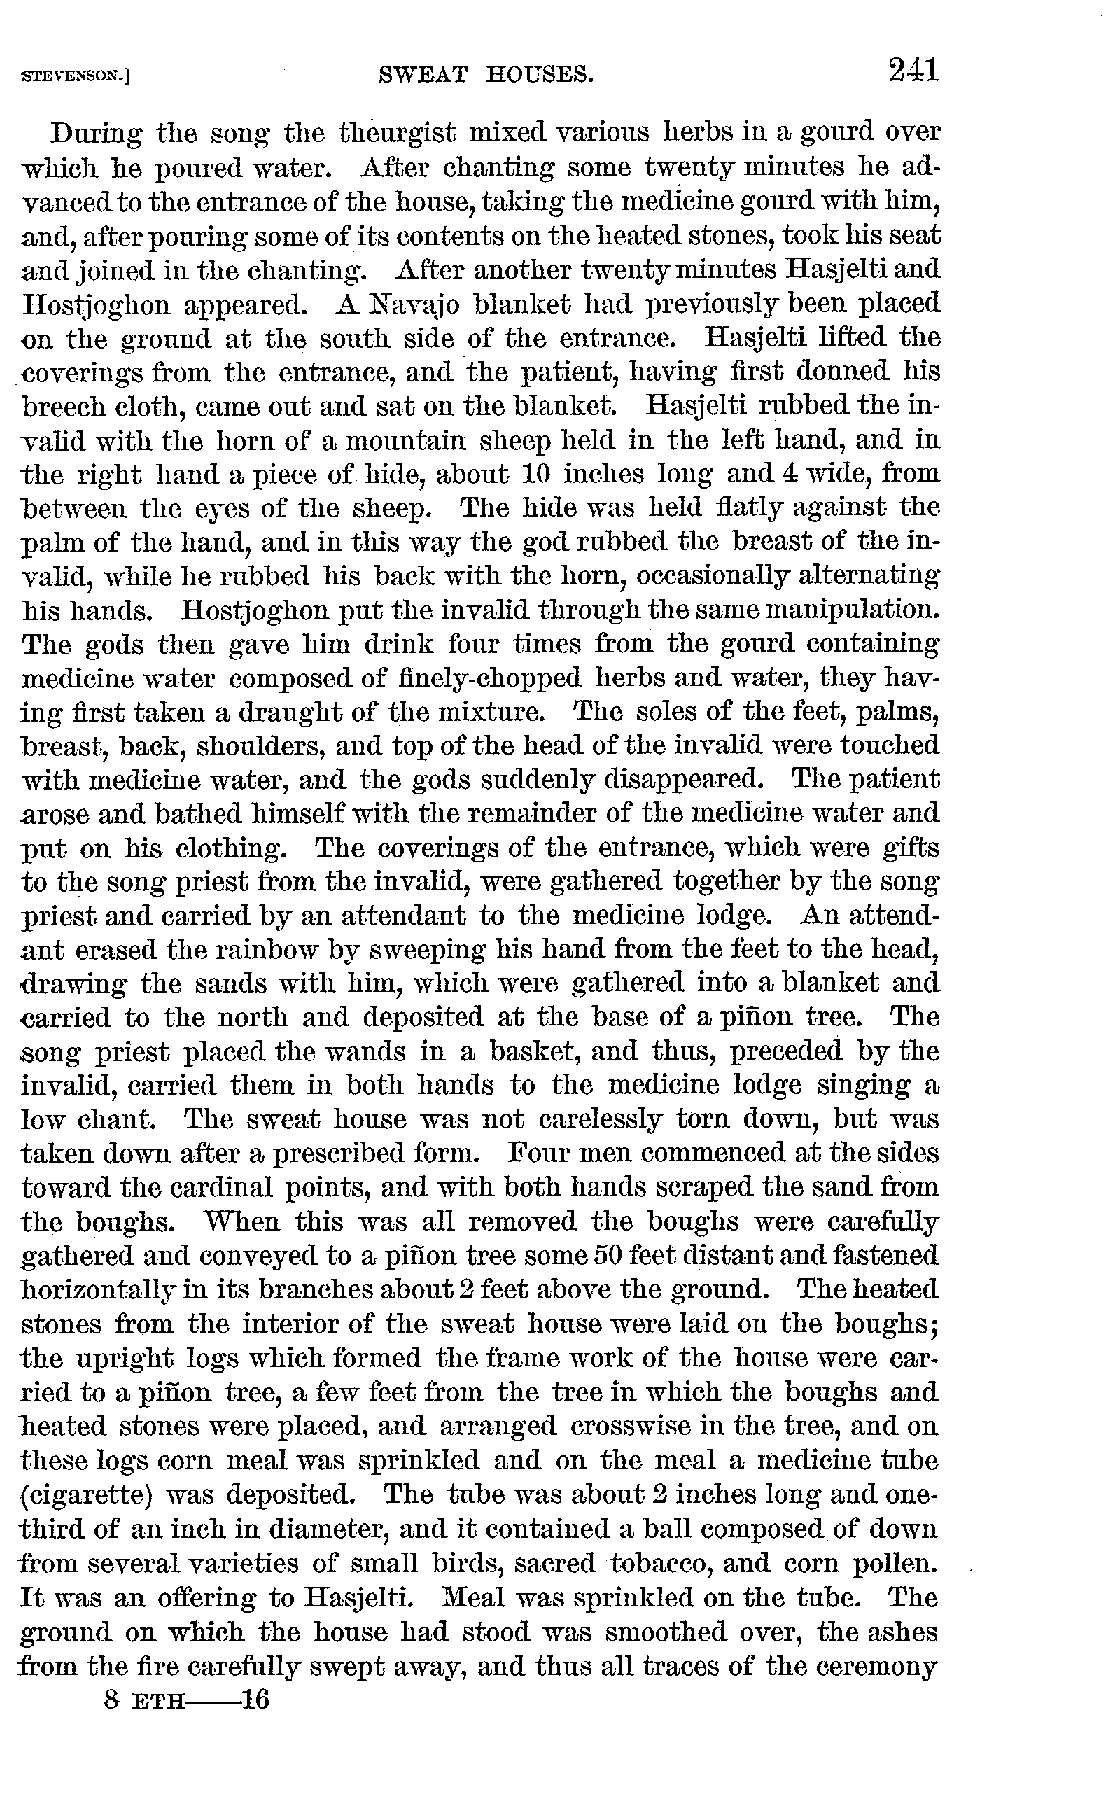 STEVENSON.] SWEAT HOUSES. 241
During the song the theurgist mixed various herbs in a gourd over
which he poured water. After chanting some twenty minutes he ad-
vanced to the entrance of the house, taking the medicine gourd with him,
and, after pouring some of its contents on the heated stones, took his seat
and joined in the chanting. After another twenty minutes Hasjelti and
Hostjoghon appeared. A Navajo blanket had previously been placed
on the ground at the south side of the entrance. Hasjelti lifted the
coverings from the entrance, and the patient, having first donned his
breech cloth, came out and sat on the blanket. Hasjelti rubbed the in-
valid with the horn of a mountain sheep held in the left hand, and in
the right hand a piece of hide, about 10 inches long and 4 wide, from
between the eyes of the sheep. The hide was held flatly against the
palm of the hand, and in this way the god rubbed the breast of the in-
valid, while he rubbed his back with the horn, occasionally alternating
his hands. Hostjoghon put the invalid through the same manipulation.
The gods then gave him drink four times from the gourd containing
medicine water composed of finely-chopped herbs and water, they hav-
ing first taken a draught of the mixture. The soles of the feet, palms,
breast, back, shoulders, and top of the head of the invalid were touched
with medicine water, and the gods suddenly disappeared. The patient
arose and bathed himself with the remainder of the medicine water and
put on his clothing. The coverings of the entrance, which were gifts
to the song priest from the invalid, were gathered together by the song
priest and carried by an attendant to the medicine lodge. An attend-
ant erased the rainbow by sweeping his hand from the feet to the head,
drawing the sands with him, which were gathered into a blanket and
carried to the north and deposited at the base of a piñon tree. The
song priest placed the wands in a basket, and thus, preceded by the
invalid, carried them in both hands to the medicine lodge singing a
low chant. The sweat house was not carelessly torn down, but was
taken down after a prescribed form. Four men commenced at the sides
toward the cardinal points, and with both hands scraped the sand from
the boughs. When this was all removed the boughs were carefully
gathered and conveyed to a piñon tree some 50 feet distant and fastened
horizontally in its branches about 2 feet above the ground. The heated
stones from the interior of the sweat house were laid on the boughs;
the upright logs which formed the frame work of the house were car-
ried to a piñon tree, a few feet from the tree in which the boughs and
heated stones were placed, and arranged crosswise in the tree, and on
these logs corn meal was sprinkled and on the meal a medicine tube
(cigarette) was deposited. The tube was about 2 inches long and one-
third of an inch in diameter, and it contained a ball composed of down
from several varieties of small birds, sacred tobacco, and corn pollen.
It was an offering to Hasjelti. Meal was sprinkled on the tube. The
ground on which the house had stood was smoothed over, the ashes
from the fire carefully swept away, and thus all traces of the ceremony
8 ETH——16